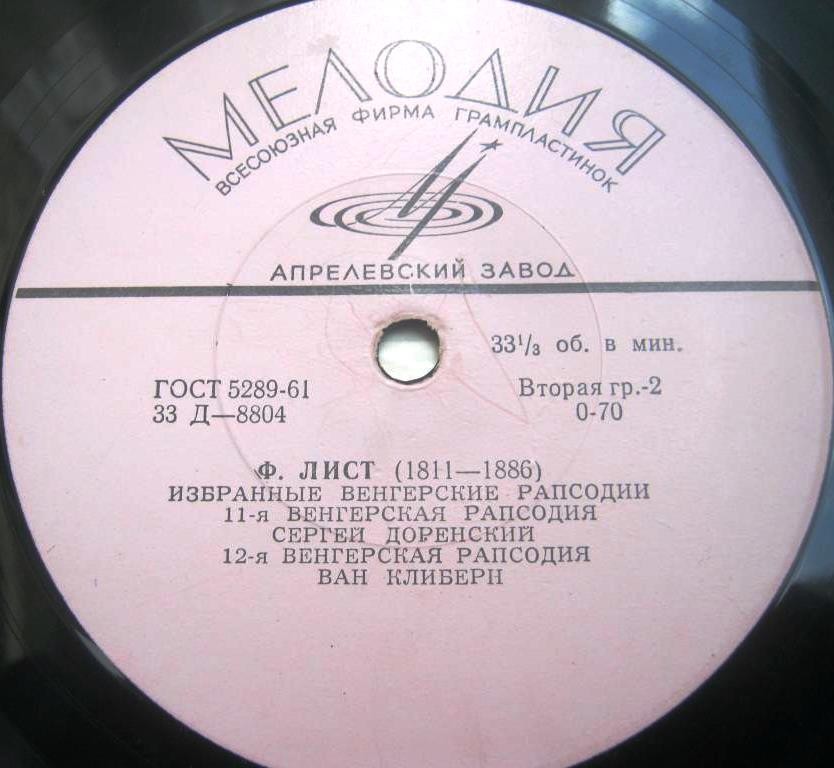 МЕЛОДИЯ
ВСЕСОЮЗНАЯ ФИРМА ГРАМПЛАСТИНОК
АПРЕЛЕВСКИЙ ЗАВОД
33⅓ об. в мин.
ГОСТ 5289-61
Вторая гр.-2
33 Д—8804
0-70
Ф. ЛИСТ (1811—1886)
ИЗБРАННЫЕ ВЕНГЕРСКИЕ РАПСОДИИ
11-я ВЕНГЕРСКАЯ РАПСОДИЯ
СЕРГЕЙ ДОРЕНСКИЙ
12-я ВЕНГЕРСКАЯ РАПСОДИЯ
ВАН КЛИБЕРН